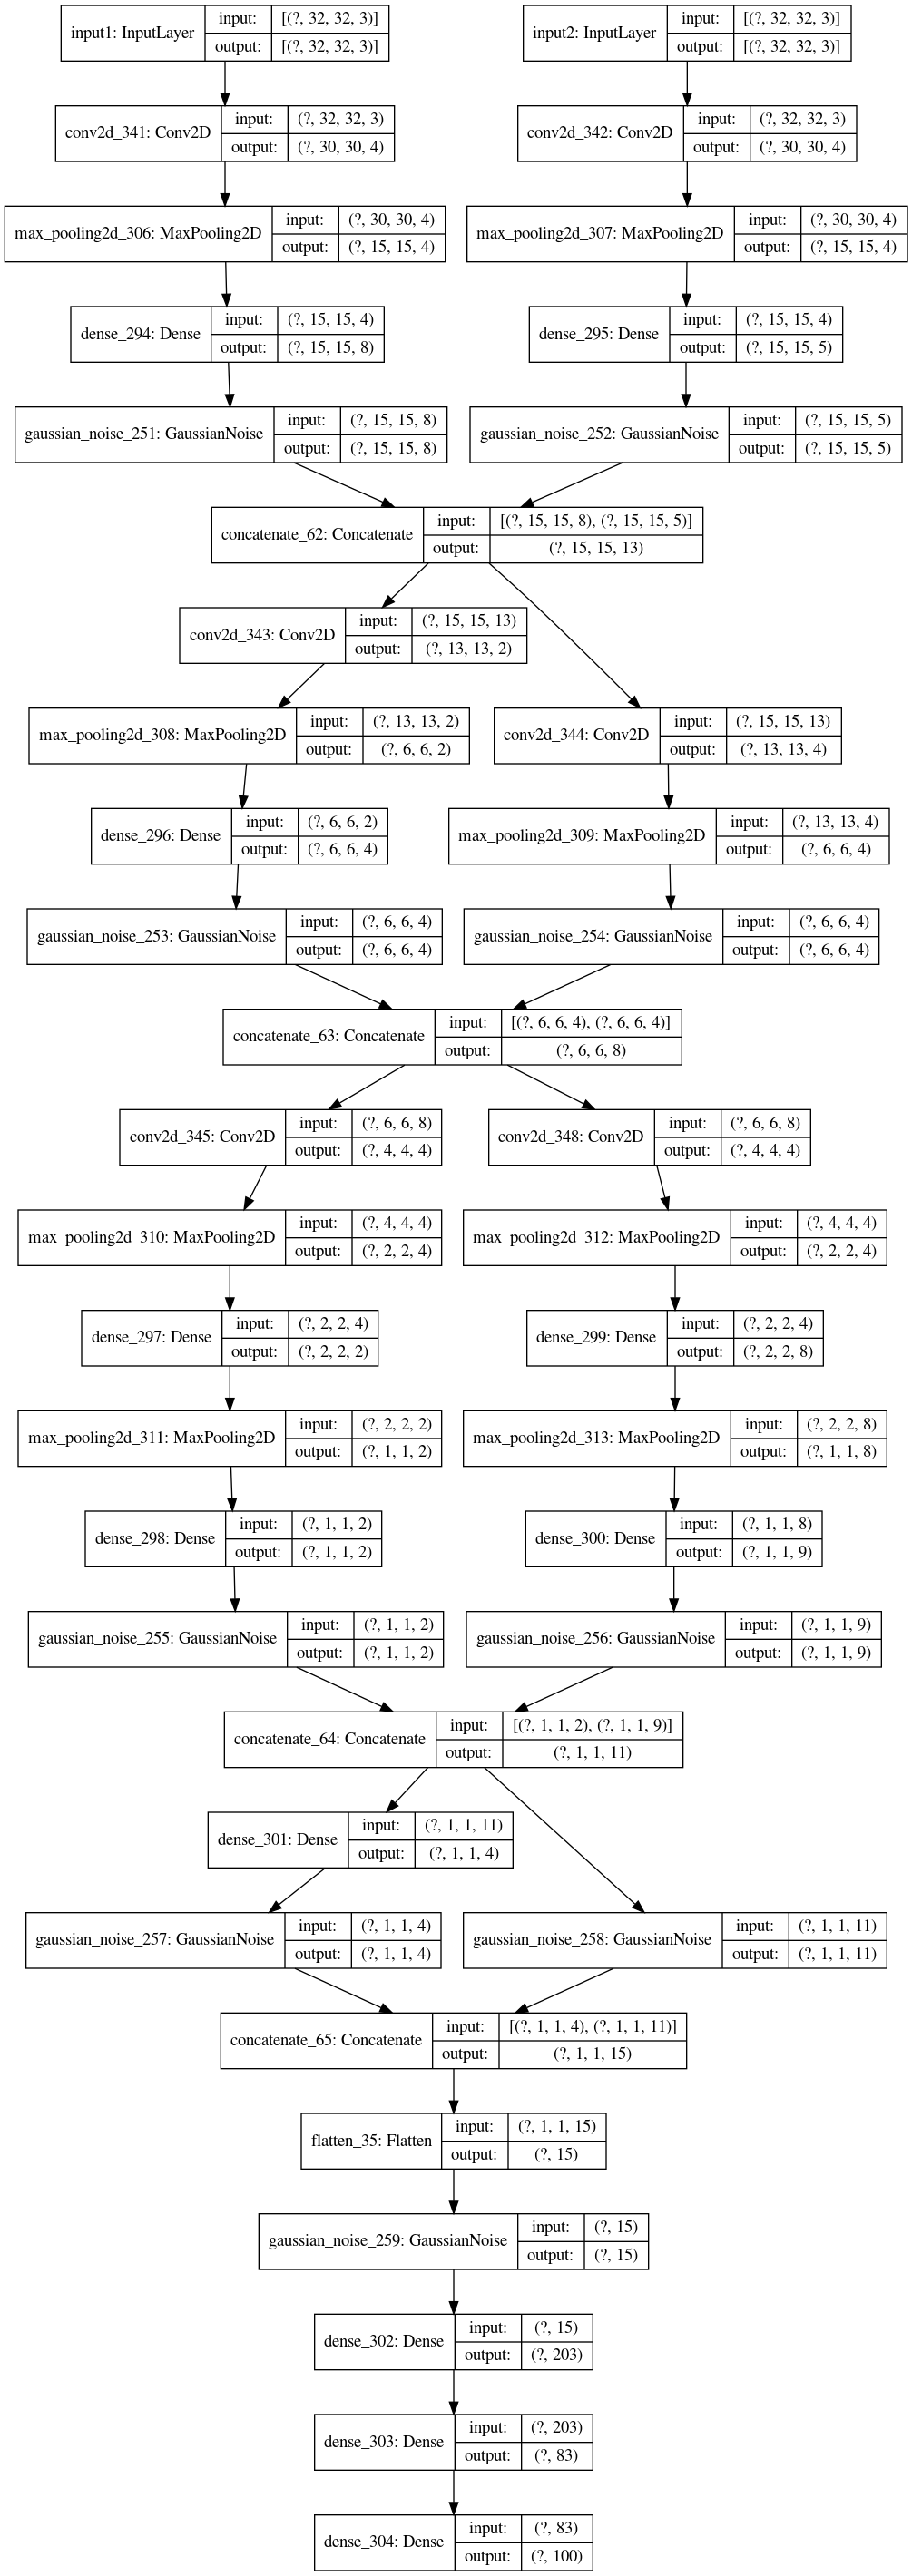 input1: InputLayer input: [(?, 32, 32, 3)]
output: [(?, 32, 32, 3)]
input2: InputLayer input: [(?, 32, 32, 3)]
output: [(?, 32, 32, 3)]
conv2d_341: Conv2D input: (?, 32, 32, 3)
output: (?, 30, 30, 4)
conv2d_342: Conv2D input: (?, 32, 32, 3)
output: (?, 30, 30, 4)
max_pooling2d_306: MaxPooling2D input: (?, 30, 30, 4)
output: (?, 15, 15, 4)
max_pooling2d_307: MaxPooling2D input: (?, 30, 30, 4)
output: (?, 15, 15, 4)
dense_294: Dense input: (?, 15, 15, 4)
output: (?, 15, 15, 8)
dense_295: Dense input: (?, 15, 15, 4)
output: (?, 15, 15, 5)
gaussian_noise_251: GaussianNoise input: (?, 15, 15, 8)
output: (?, 15, 15, 8)
gaussian_noise_252: GaussianNoise input: (?, 15, 15, 5)
output: (?, 15, 15, 5)
concatenate_62: Concatenate input: [(?, 15, 15, 8), (?, 15, 15, 5)]
output: (?, 15, 15, 13)
conv2d_343: Conv2D input: (?, 15, 15, 13)
output: (?, 13, 13, 2)
max_pooling2d_308: MaxPooling2D input: (?, 13, 13, 2)
output: (?, 6, 6, 2)
conv2d_344: Conv2D input: (?, 15, 15, 13)
output: (?, 13, 13, 4)
dense_296: Dense input: (?, 6, 6, 2)
output: (?, 6, 6, 4)
max_pooling2d_309: MaxPooling2D input: (?, 13, 13, 4)
output: (?, 6, 6, 4)
gaussian_noise_253: GaussianNoise input: (?, 6, 6, 4)
output: (?, 6, 6, 4)
gaussian_noise_254: GaussianNoise input: (?, 6, 6, 4)
output: (?, 6, 6, 4)
concatenate_63: Concatenate input: [(?, 6, 6, 4), (?, 6, 6, 4)]
output: (?, 6, 6, 8)
conv2d_345: Conv2D input: (?, 6, 6, 8)
output: (?, 4, 4, 4)
conv2d_348: Conv2D input: (?, 6, 6, 8)
output: (?, 4, 4, 4)
max_pooling2d_310: MaxPooling2D input: (?, 4, 4, 4)
output: (?, 2, 2, 4)
max_pooling2d_312: MaxPooling2D input: (?, 4, 4, 4)
output: (?, 2, 2, 4)
dense_297: Dense input: (?, 2, 2, 4)
output: (?, 2, 2, 2)
dense_299: Dense input: (?, 2, 2, 4)
output: (?, 2, 2, 8)
max_pooling2d_311: MaxPooling2D input: (?, 2, 2, 2)
output: (?, 1, 1, 2)
max_pooling2d_313: MaxPooling2D input: (?, 2, 2, 8)
output: (?, 1, 1, 8)
dense_298: Dense input: (?, 1, 1, 2)
output: (?, 1, 1, 2)
dense_300: Dense input: (?, 1, 1, 8)
output: (?, 1, 1, 9)
gaussian_noise_255: GaussianNoise input: (?, 1, 1, 2)
output: (?, 1, 1, 2)
gaussian_noise_256: GaussianNoise input: (?, 1, 1, 9)
output: (?, 1, 1, 9)
concatenate_64: Concatenate input: [(?, 1, 1, 2), (?, 1, 1, 9)]
output: (?, 1, 1, 11)
dense_301: Dense input: (?, 1, 1, 11)
output: (?, 1, 1, 4)
gaussian_noise_257: GaussianNoise input: (?, 1, 1, 4)
output: (?, 1, 1, 4)
gaussian_noise_258: GaussianNoise input: (?, 1, 1, 11)
output: (?, 1, 1, 11)
concatenate_65: Concatenate input: [(?, 1, 1, 4), (?, 1, 1, 11)]
output: (?, 1, 1, 15)
flatten_35: Flatten input: (?, 1, 1, 15)
output: (?, 15)
gaussian_noise_259: GaussianNoise input: (?, 15)
output: (?, 15)
dense_302: Dense input: (?, 15)
output: (?, 203)
dense_303: Dense input: (?, 203)
output: (?, 83)
dense_304: Dense input: (?, 83)
output: (?, 100)